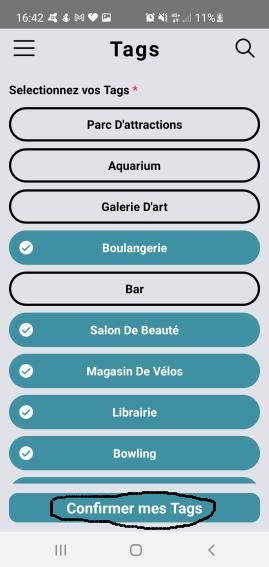 16:42 11%
Tags
Selectionnez vos Tags *
Parc D'attractions
Aquarium
Galerie D'art
Boulangerie
Bar
Salon De Beauté
Magasin De Vélos
Librairie
Bowling
Confirmer mes Tags